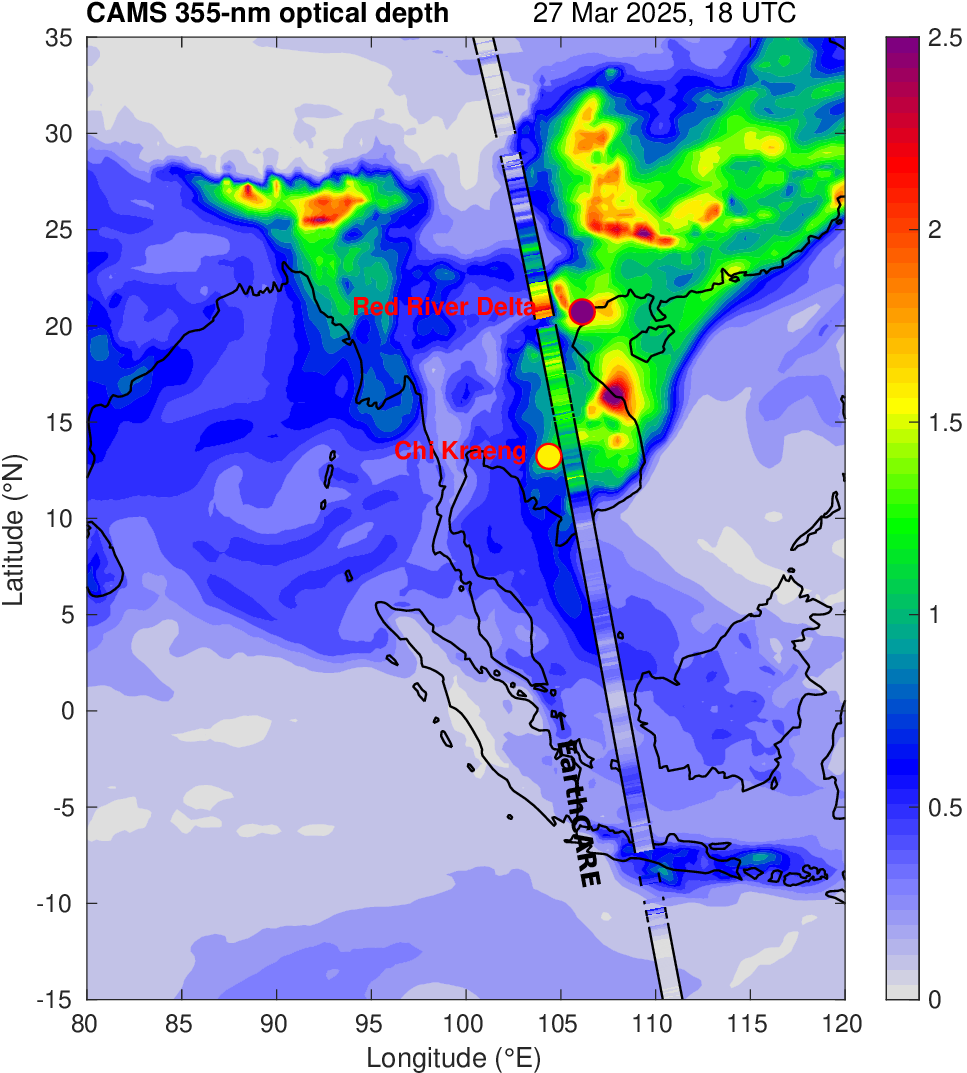 CAMS 355-nm optical depth 27 Mar 2025, 18 UTC
35
30
25
20
15
10
5
0
-5
-10
-15
Latitude (°N)
Red River Delta
Chi Kraeng
← EarthCARE
80 85 90 95 100 105 110 115 120
Longitude (°E)
2.5
2
1.5
1
0.5
0